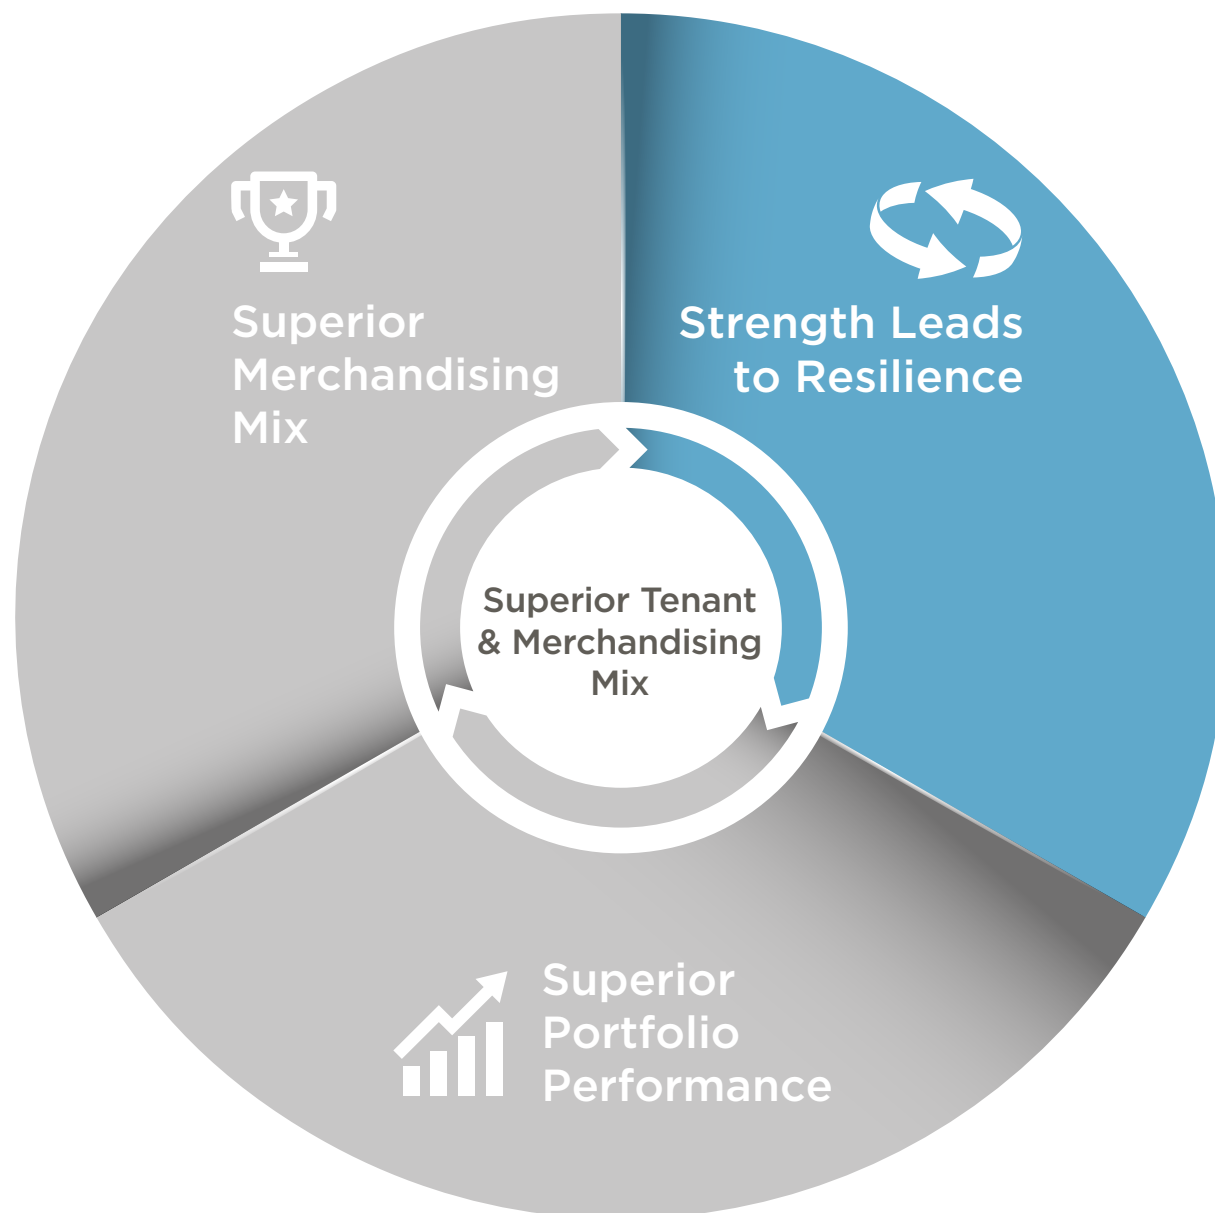 Superior
Merchandising
Mix
Strength Leads
to Resilience
Superior Tenant
& Merchandising
Mix
Superior
Portfolio
Performance